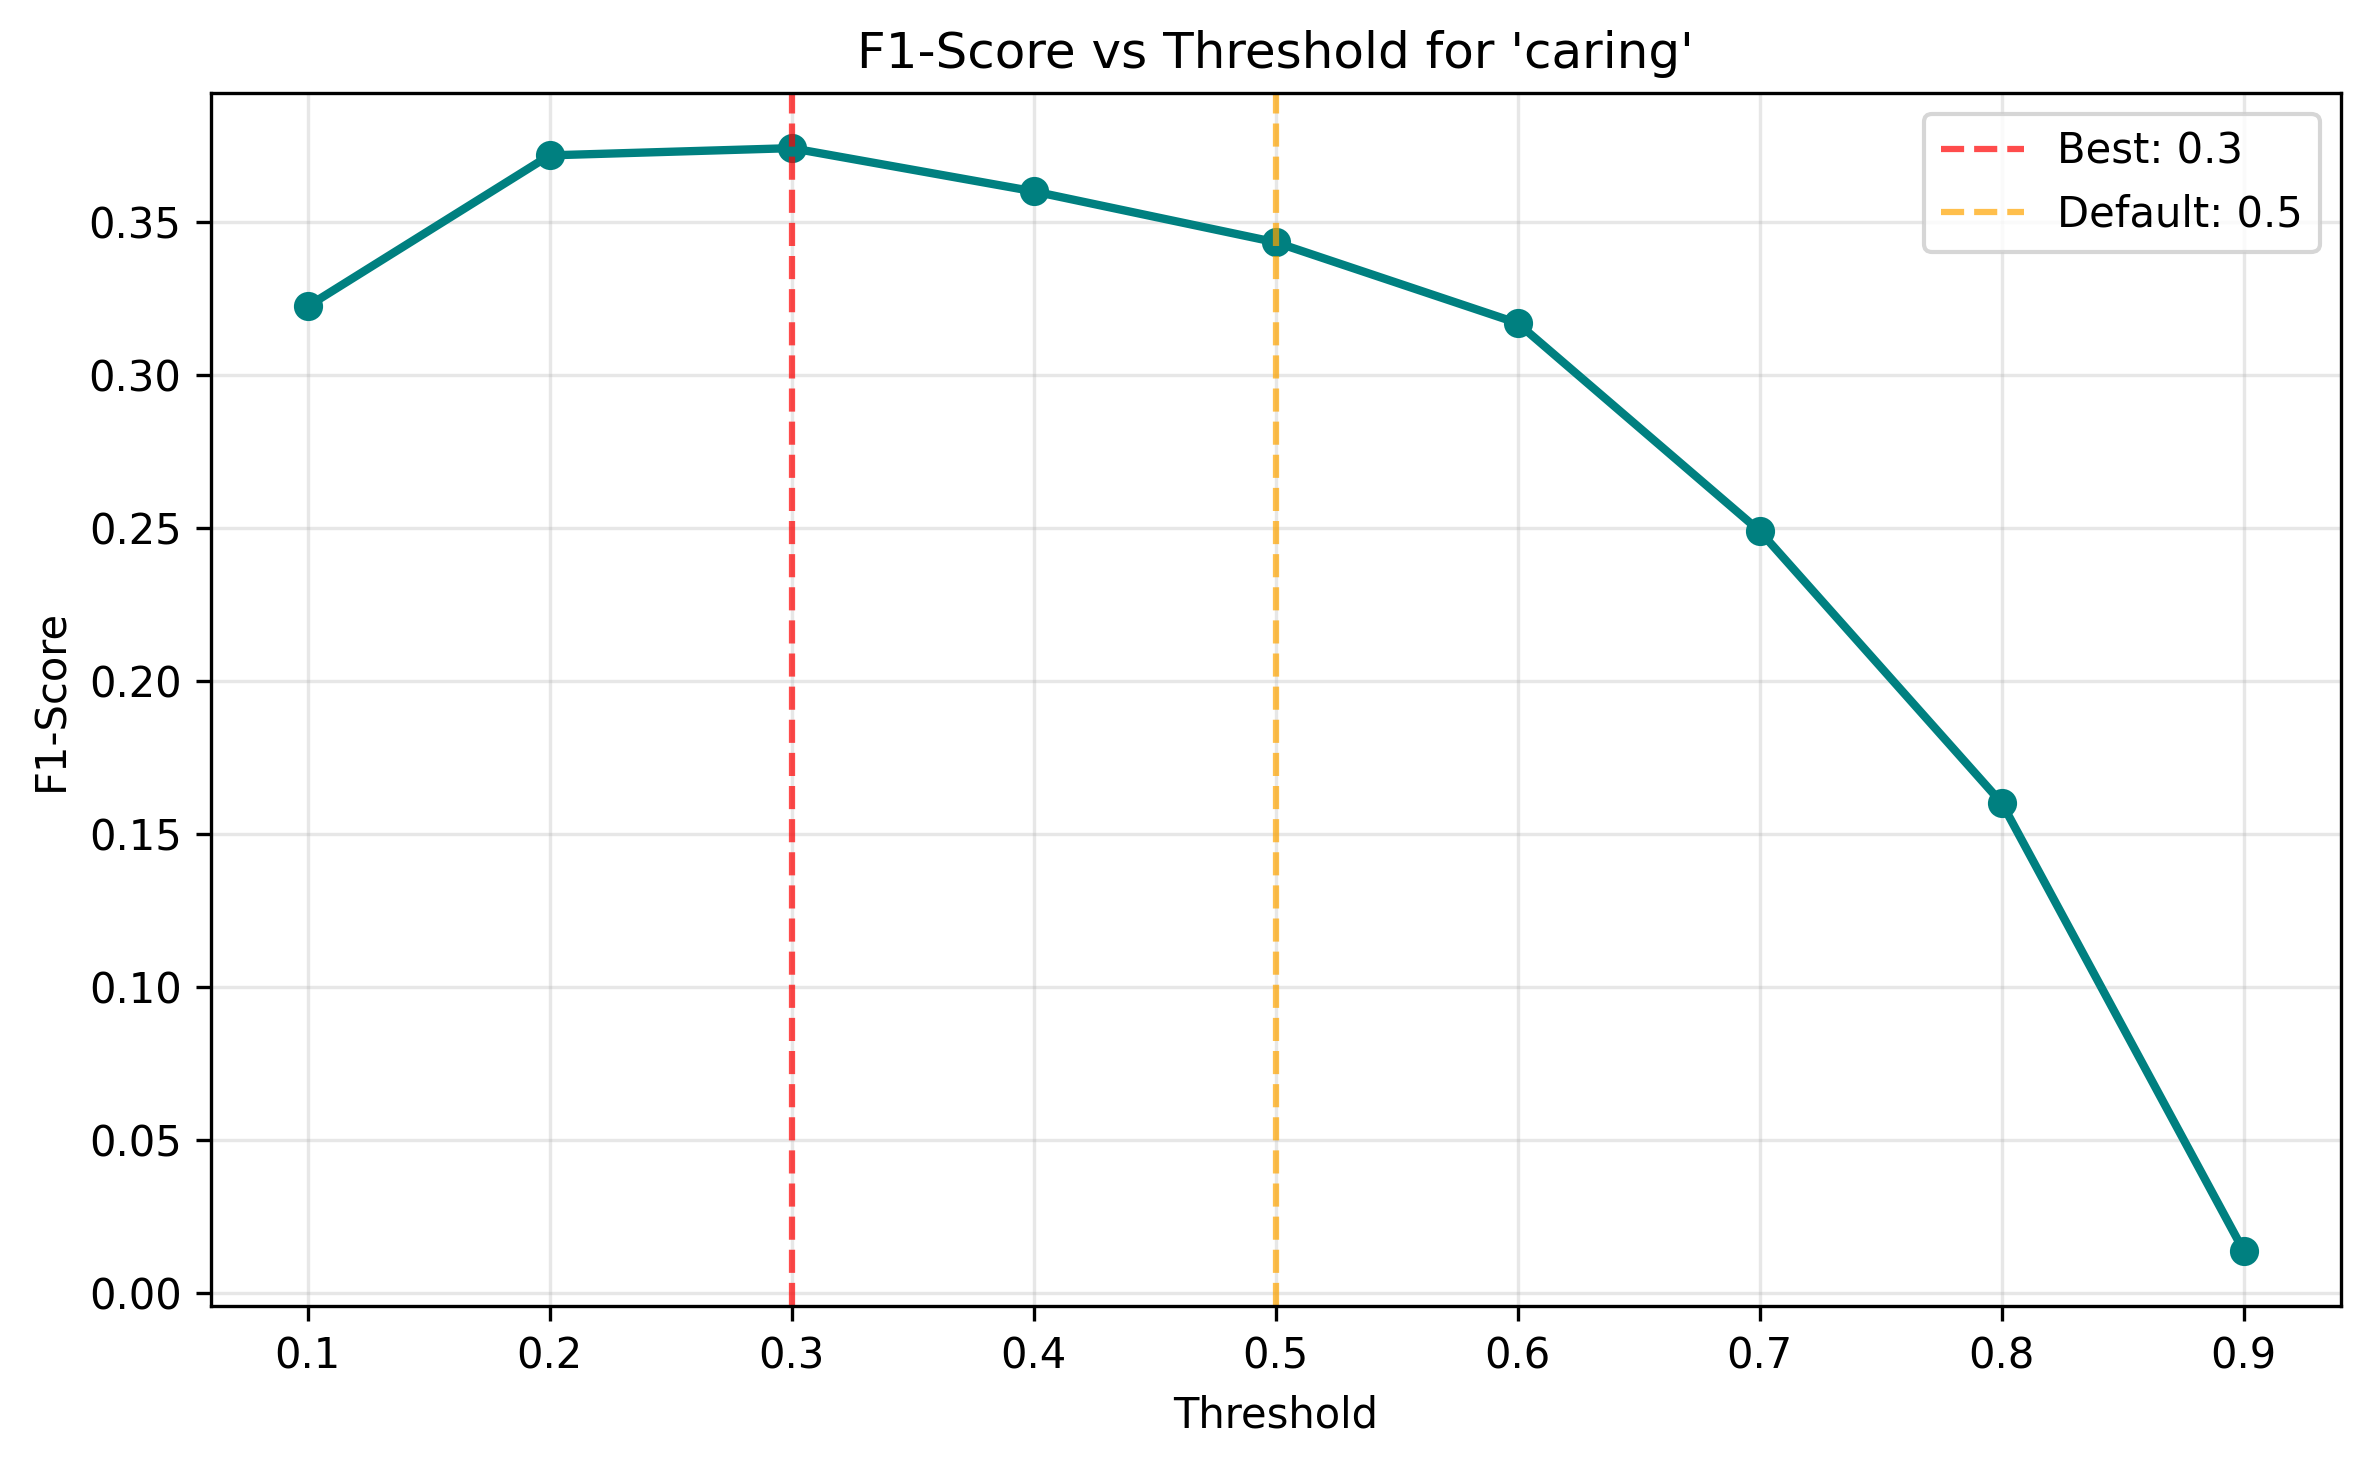 F1-Score vs Threshold for 'caring'
Best: 0.3
Default: 0.5
F1-Score
0.35
0.30
0.25
0.20
0.15
0.10
0.05
0.00
0.1 0.2 0.3 0.4 0.5 0.6 0.7 0.8 0.9
Threshold